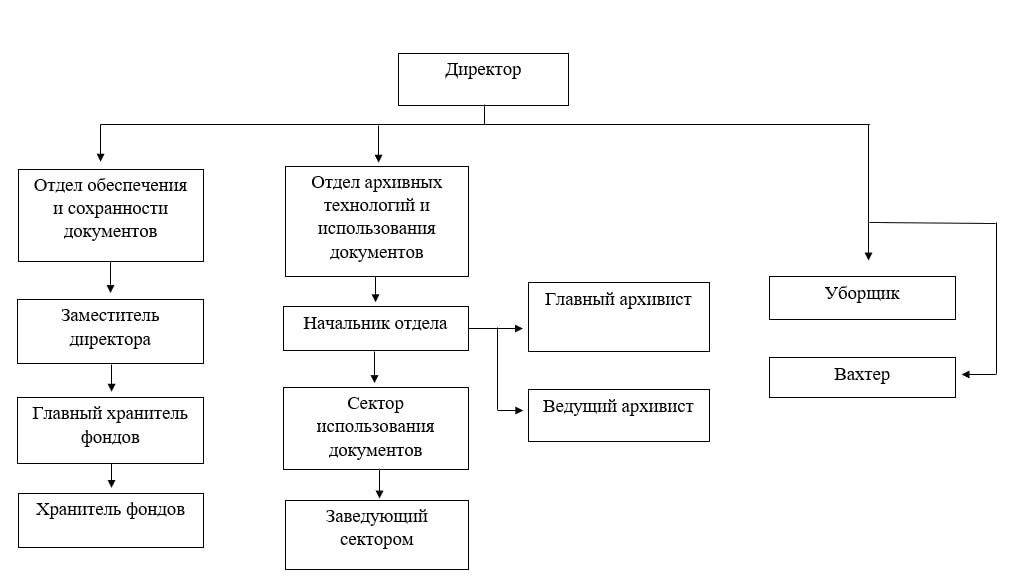 Директор
Отдел обеспечения
и сохранности
документов
Заместитель
директора
Главный хранитель
фондов
Хранитель фондов
Отдел архивных
технологий и
использования
документов
Начальник отдела
Сектор
использования
документов
Заведующий
сектором
Главный архивист
Ведущий архивист
Уборщик
Вахтер